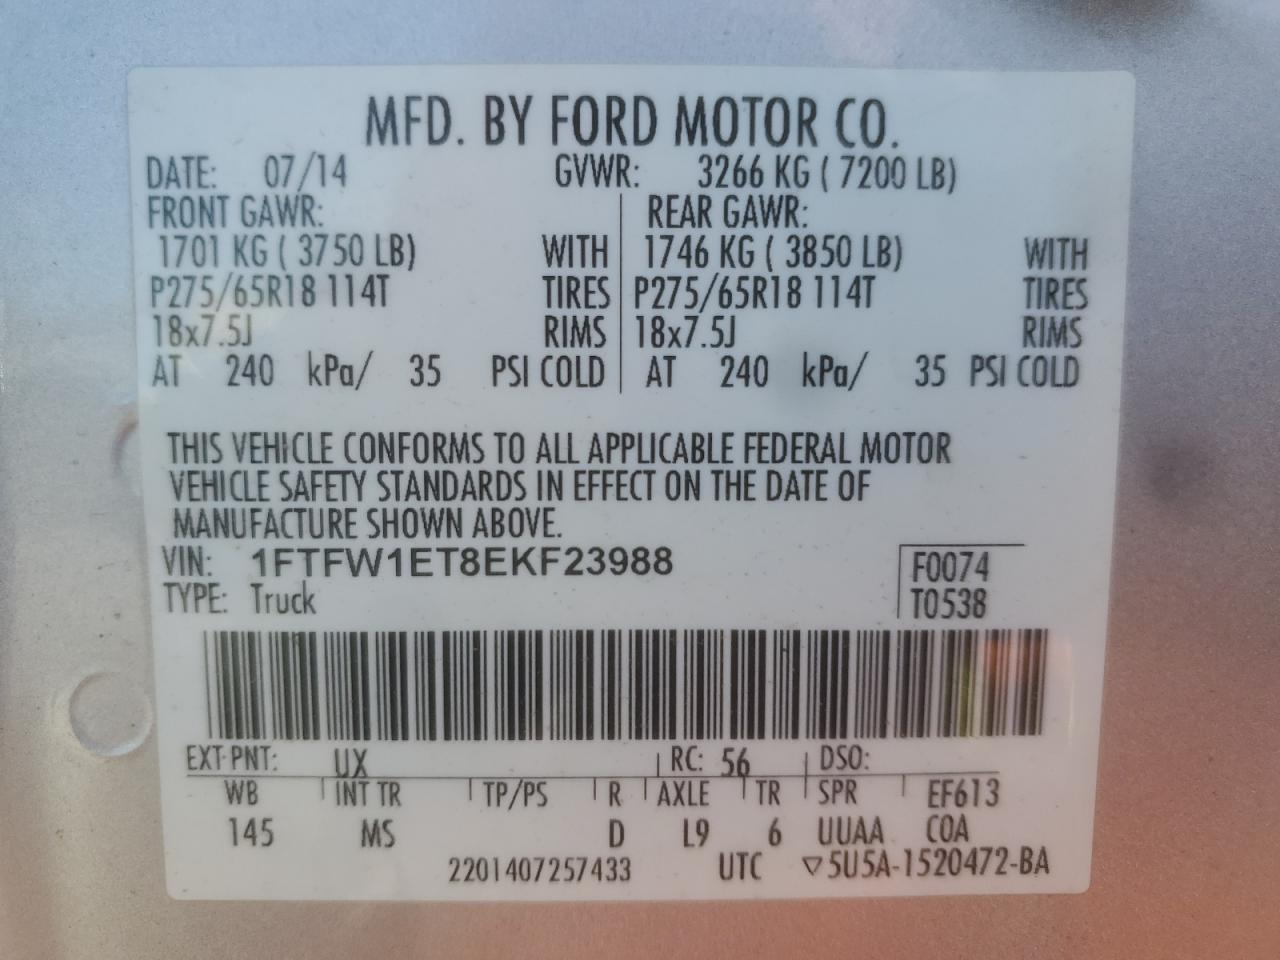 MFD. BY FORD MOTOR CO.
DATE: 07/14 GVWR: 3266 KG ( 7200 LB)
FRONT GAWR: REAR GAWR:
1701 KG ( 3750 LB) WITH 1746 KG ( 3850 LB) WITH
P275/65R18 114T TIRES P275/65R18 114T TIRES
18x7.5J RIMS 18x7.5J RIMS
AT 240 kPa/ 35 PSI COLD AT 240 kPa/ 35 PSI COLD
THIS VEHICLE CONFORMS TO ALL APPLICABLE FEDERAL MOTOR
VEHICLE SAFETY STANDARDS IN EFFECT ON THE DATE OF
MANUFACTURE SHOWN ABOVE.
VIN: 1FTFW1ET8EKF23988 F0074
TYPE: Truck T0538
EXT PNT: UX RC: 56 DSO:
WB INT TR TP/PS R AXLE TR SPR EF613
145 MS D L9 6 UUAA COA
2201407257433 UTC ▽5U5A-1520472-BA